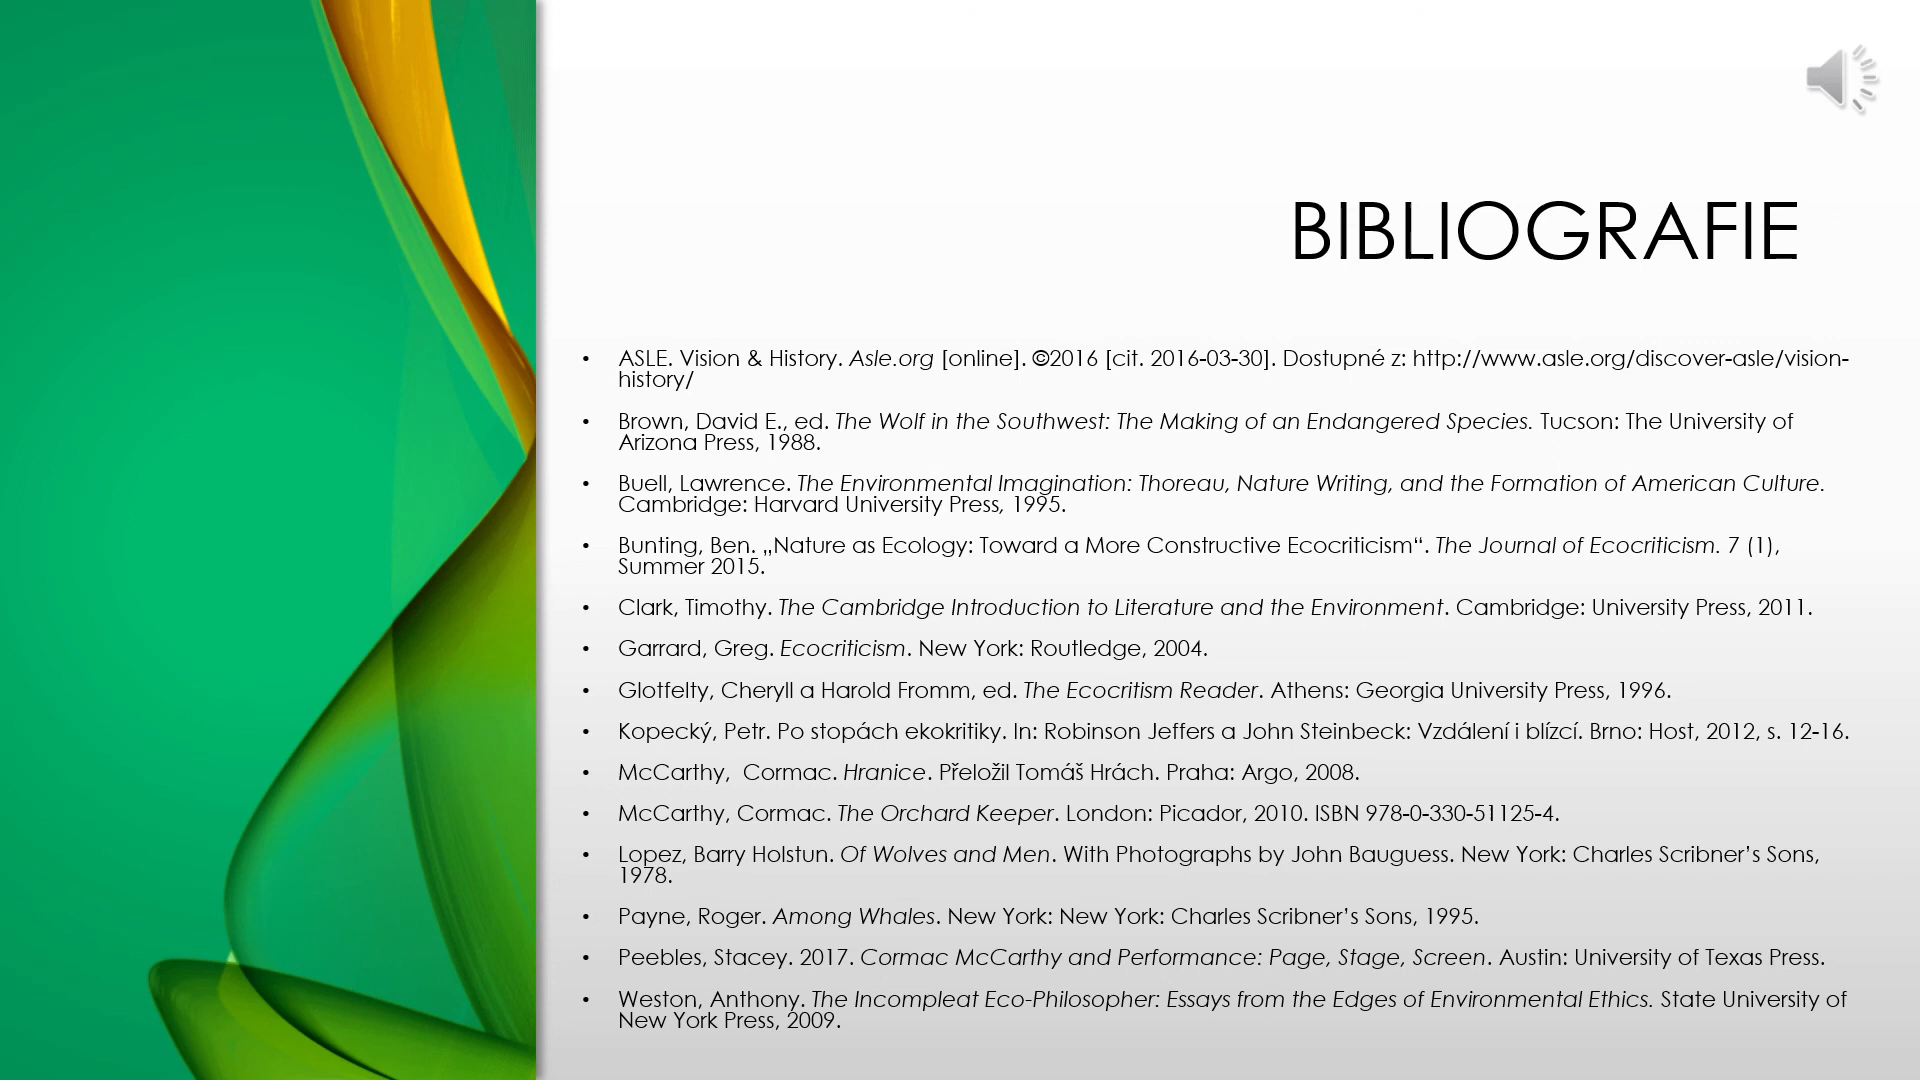 BIBLIOGRAFIE
• ASLE. Vision & History. Asle.org [online]. ©2016 [cit. 2016-03-30]. Dostupné z: http://www.asle.org/discover-asle/vision-
history/
• Brown, David E., ed. The Wolf in the Southwest: The Making of an Endangered Species. Tucson: The University of
Arizona Press, 1988.
• Buell, Lawrence. The Environmental Imagination: Thoreau, Nature Writing, and the Formation of American Culture.
Cambridge: Harvard University Press, 1995.
• Bunting, Ben. „Nature as Ecology: Toward a More Constructive Ecocriticism“. The Journal of Ecocriticism. 7 (1),
Summer 2015.
• Clark, Timothy. The Cambridge Introduction to Literature and the Environment. Cambridge: University Press, 2011.
• Garrard, Greg. Ecocriticism. New York: Routledge, 2004.
• Glotfelty, Cheryll a Harold Fromm, ed. The Ecocritism Reader. Athens: Georgia University Press, 1996.
• Kopecký, Petr. Po stopách ekokritiky. In: Robinson Jeffers a John Steinbeck: Vzdálení i blízcí. Brno: Host, 2012, s. 12-16.
• McCarthy,  Cormac. Hranice. Přeložil Tomáš Hrách. Praha: Argo, 2008.
• McCarthy, Cormac. The Orchard Keeper. London: Picador, 2010. ISBN 978-0-330-51125-4.
• Lopez, Barry Holstun. Of Wolves and Men. With Photographs by John Bauguess. New York: Charles Scribner’s Sons,
1978.
• Payne, Roger. Among Whales. New York: New York: Charles Scribner’s Sons, 1995.
• Peebles, Stacey. 2017. Cormac McCarthy and Performance: Page, Stage, Screen. Austin: University of Texas Press.
• Weston, Anthony. The Incompleat Eco-Philosopher: Essays from the Edges of Environmental Ethics. State University of
New York Press, 2009.